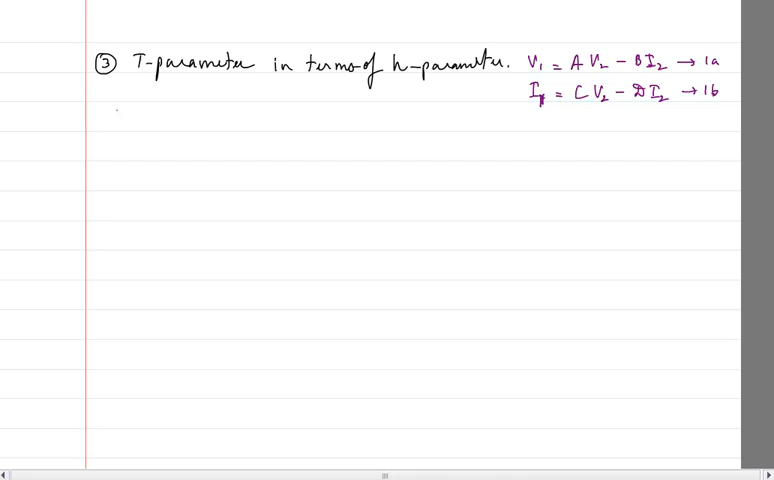 ③ T-parameter in terms of h-parameter. V₁ = A V₂ - B I₂ → 1a
I₁ = C V₂ - D I₂ → 1b